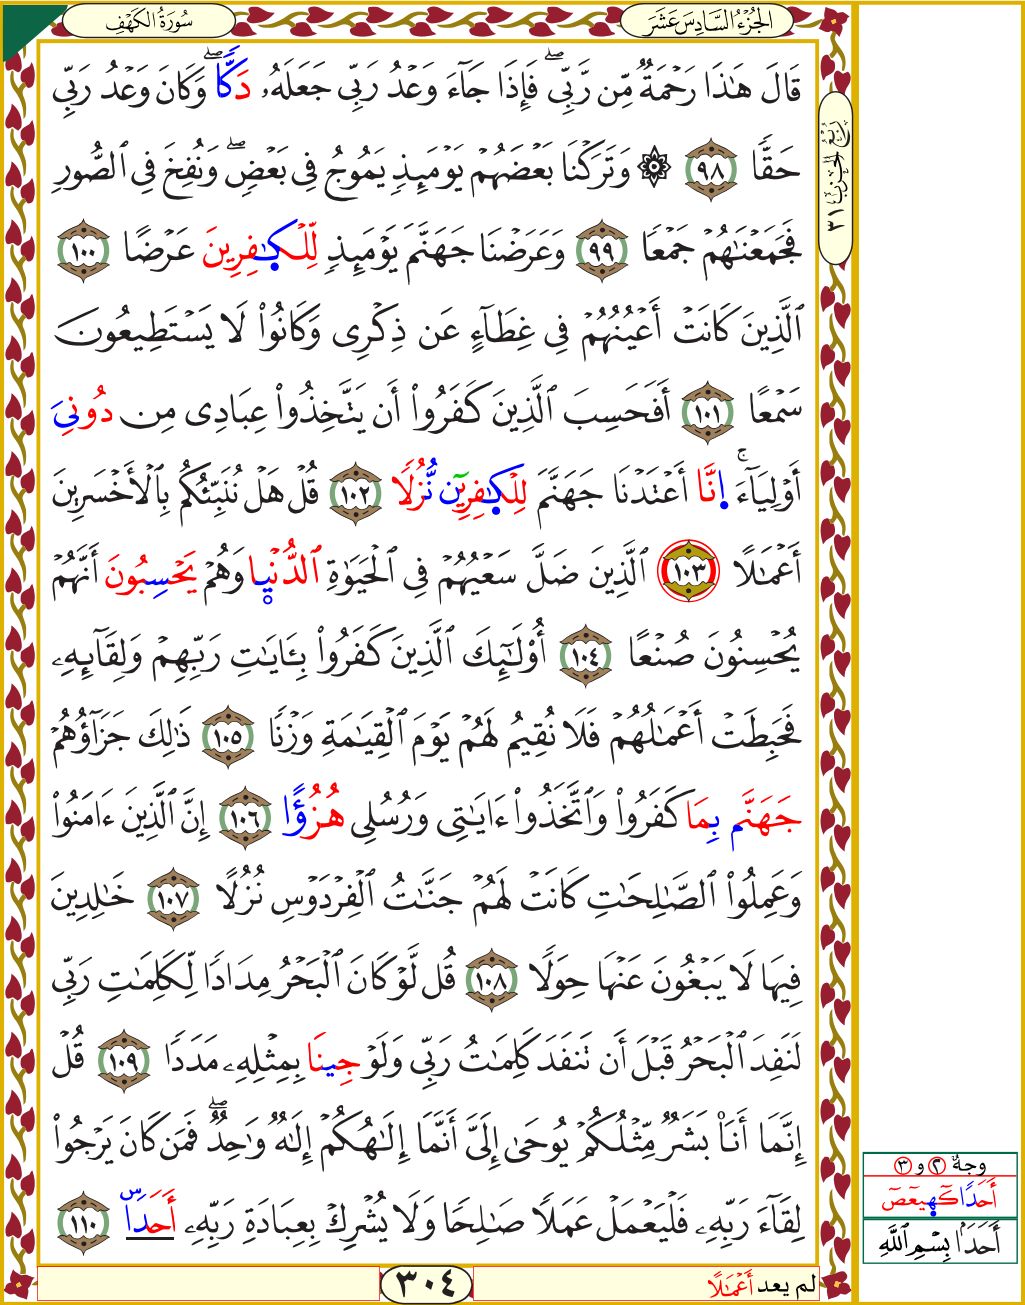 سُورَةُ الكَهْفِ
الجُزْءُ السَّادِسَ عَشَرَ
قَالَ هَٰذَا رَحْمَةٌ مِّن رَّبِّيۖ فَإِذَا جَآءَ وَعْدُ رَبِّي جَعَلَهُۥ دَكًّاۖ وَكَانَ وَعْدُ رَبِّي
حَقًّا ٩٨ ۞ وَتَرَكْنَا بَعْضَهُمْ يَوْمَئِذٍ يَمُوجُ فِي بَعْضٍۖ وَنُفِخَ فِي ٱلصُّورِ
فَجَمَعْنَٰهُمْ جَمْعًا ٩٩ وَعَرَضْنَا جَهَنَّمَ يَوْمَئِذٍ لِّلْكَٰفِرِينَ عَرْضًا ١٠٠
ٱلَّذِينَ كَانَتْ أَعْيُنُهُمْ فِي غِطَآءٍ عَن ذِكْرِي وَكَانُوا۟ لَا يَسْتَطِيعُونَ
سَمْعًا ١٠١ أَفَحَسِبَ ٱلَّذِينَ كَفَرُوٓا۟ أَن يَتَّخِذُوا۟ عِبَادِي مِن دُونِيَ
أَوْلِيَآءَۚ إِنَّا أَعْتَدْنَا جَهَنَّمَ لِلْكَٰفِرِين نُّزُلًا ١٠٢ قُلْ هَلْ نُنَبِّئُكُم بِٱلْأَخْسَرِينَ
أَعْمَٰلًا ١٠٣ ٱلَّذِينَ ضَلَّ سَعْيُهُمْ فِي ٱلْحَيَوٰةِ ٱلدُّنْيَا وَهُمْ يَحْسِبُونَ أَنَّهُمْ
يُحْسِنُونَ صُنْعًا ١٠٤ أُو۟لَٰٓئِكَ ٱلَّذِينَ كَفَرُوا۟ بِـَٔايَٰتِ رَبِّهِمْ وَلِقَآئِهِۦ
فَحَبِطَتْ أَعْمَٰلُهُمْ فَلَا نُقِيمُ لَهُمْ يَوْمَ ٱلْقِيَٰمَةِ وَزْنًا ١٠٥ ذَٰلِكَ جَزَآؤُهُمْ
جَهَنَّم بِمَا كَفَرُوا۟ وَٱتَّخَذُوٓا۟ ءَايَٰتِي وَرُسُلِي هُزُؤًا ١٠٦ إِنَّ ٱلَّذِينَ ءَامَنُوا۟
وَعَمِلُوا۟ ٱلصَّٰلِحَٰتِ كَانَتْ لَهُمْ جَنَّٰتُ ٱلْفِرْدَوْسِ نُزُلًا ١٠٧ خَٰلِدِينَ
فِيهَا لَا يَبْغُونَ عَنْهَا حِوَلًا ١٠٨ قُل لَّوْ كَانَ ٱلْبَحْرُ مِدَادًا لِّكَلِمَٰتِ رَبِّي
لَنَفِدَ ٱلْبَحْرُ قَبْلَ أَن تَنفَدَ كَلِمَٰتُ رَبِّي وَلَوْ جِينَا بِمِثْلِهِۦ مَدَدًا ١٠٩ قُلْ
إِنَّمَا أَنَا۠ بَشَرٌ مِّثْلُكُمْ يُوحَىٰ إِلَيَّ أَنَّمَا إِلَٰهُكُمْ إِلَٰهٌ وَٰحِدٌۖ فَمَن كَانَ يَرْجُوا۟
لِقَآءَ رَبِّهِۦ فَلْيَعْمَلْ عَمَلًا صَٰلِحًا وَلَا يُشْرِكْ بِعِبَادَةِ رَبِّهِۦ أَحَدًاۜ ١١٠
رُبْعُ الحِزْبِ ٣١
وجهٌ ٢ و ٣
أَحَدًا كٓهيعٓصٓ
أَحَدًا بِسْمِ ٱللَّهِ
لم يعد أَعْمَٰلًا
٣٠٤